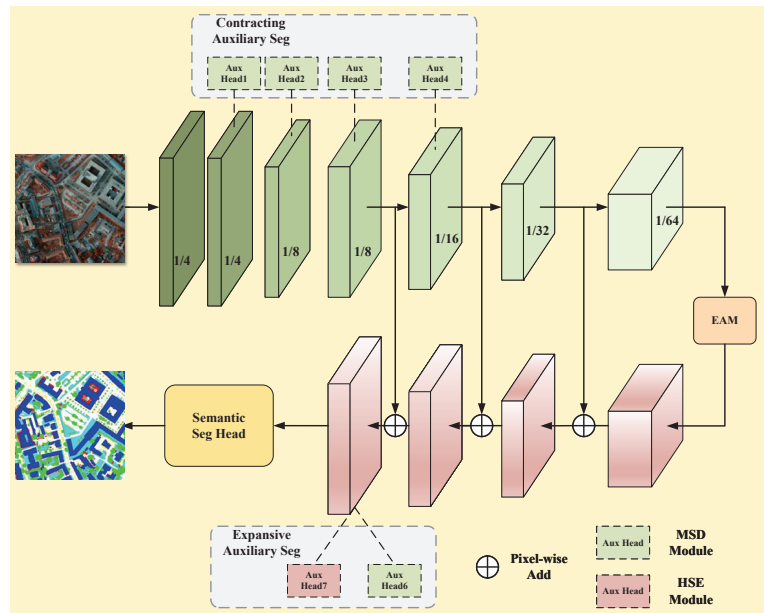 Contracting
Auxiliary Seg
Aux
Head1
Aux
Head2
Aux
Head3
Aux
Head4
1/4
1/4
1/8
1/8
1/16
1/32
1/64
EAM
Semantic
Seg Head
Expansive
Auxiliary Seg
Aux
Head7
Aux
Head6
Pixel-wise
Add
Aux Head
MSD
Module
Aux Head
HSE
Module